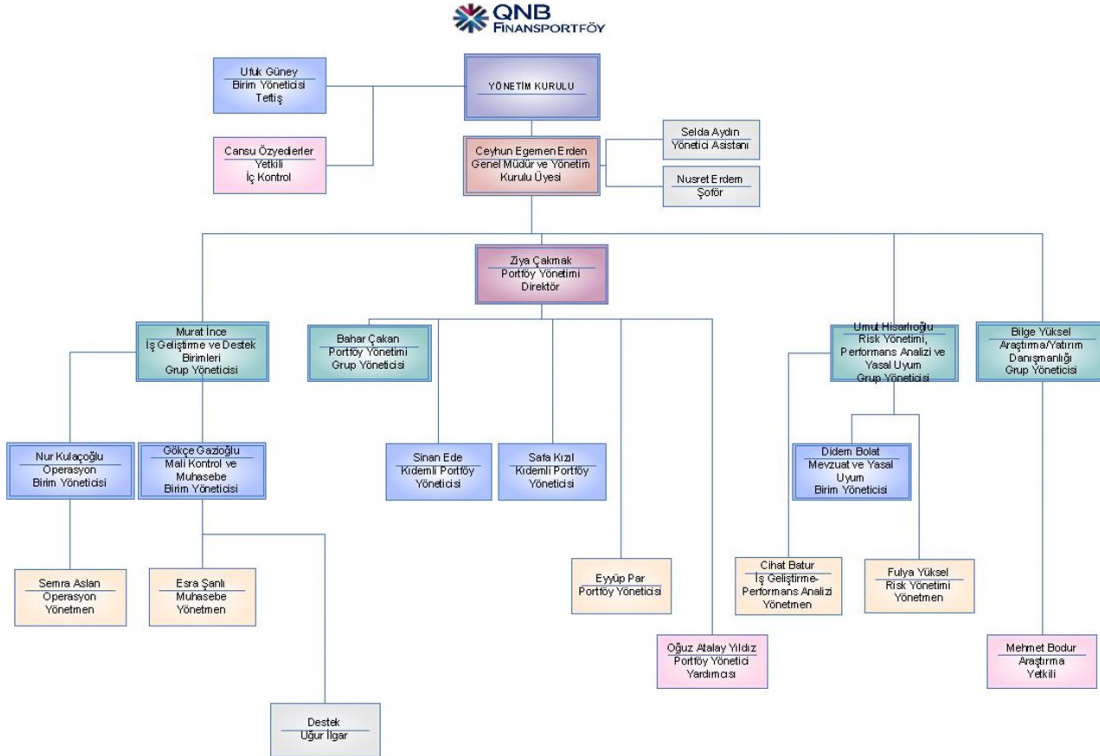 QNB
FİNANSPORTFÖY
Ufuk Güney
Birim Yöneticisi
Teftiş
YÖNETİM KURULU
Cansu Özyedierler
Yetkili
İç Kontrol
Ceyhun Egemen Erden
Genel Müdür ve Yönetim
Kurulu Üyesi
Selda Aydın
Yönetici Asistanı
Nusret Erdem
Şoför
Ziya Çakmak
Portföy Yönetimi
Direktör
Murat İnce
İş Geliştirme ve Destek
Birimleri
Grup Yöneticisi
Bahar Çakan
Portföy Yönetimi
Grup Yöneticisi
Umut Hisarlıoğlu
Risk Yönetimi,
Performans Analizi ve
Yasal Uyum
Grup Yöneticisi
Bilge Yüksel
Araştırma/Yatırım
Danışmanlığı
Grup Yöneticisi
Nur Kulaçoğlu
Operasyon
Birim Yöneticisi
Gökçe Gazioğlu
Mali Kontrol ve
Muhasebe
Birim Yöneticisi
Sinan Ede
Kıdemli Portföy
Yöneticisi
Safa Kızıl
Kıdemli Portföy
Yöneticisi
Didem Bolat
Mevzuat ve Yasal
Uyum
Birim Yöneticisi
Semra Aslan
Operasyon
Yönetmen
Esra Şanlı
Muhasebe
Yönetmen
Eyyüp Par
Portföy Yöneticisi
Cihat Batur
İş Geliştirme-
Performans Analizi
Yönetmen
Fulya Yüksel
Risk Yönetimi
Yönetmen
Oğuz Atalay Yıldız
Portföy Yönetici
Yardımcısı
Mehmet Bodur
Araştırma
Yetkili
Destek
Uğur Ilgar